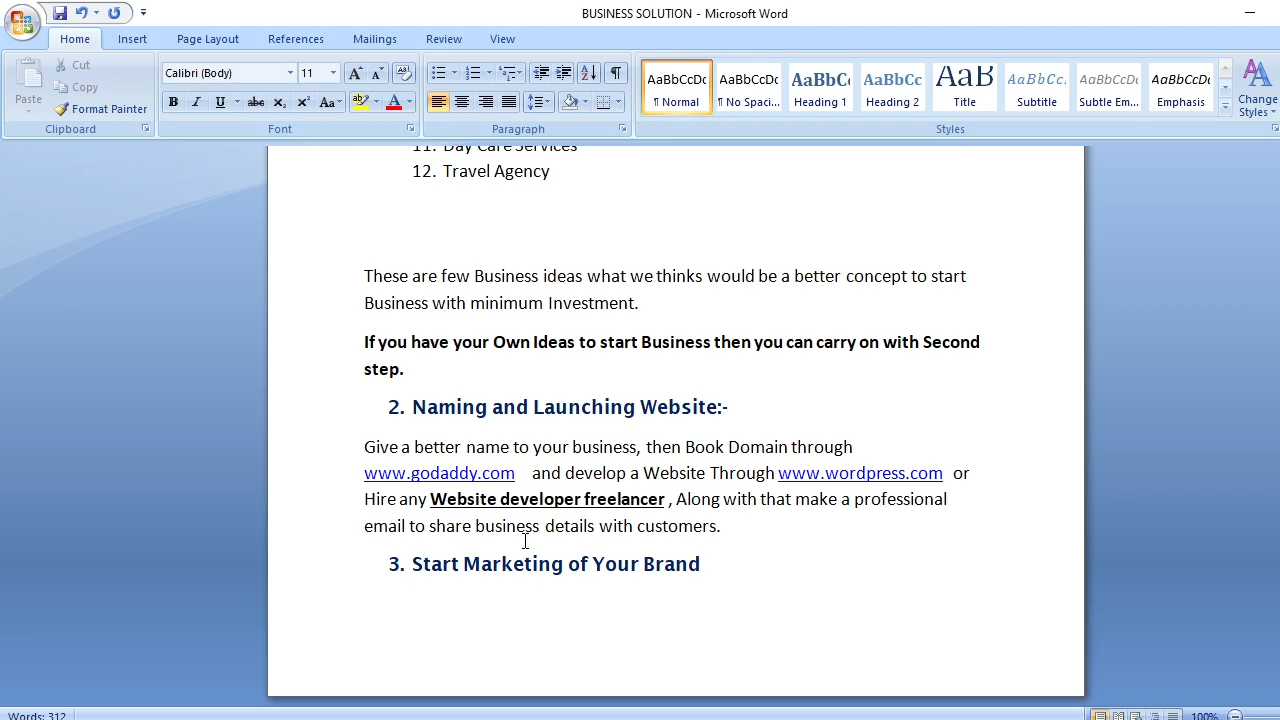 BUSINESS SOLUTION - Microsoft Word
Home Insert Page Layout References Mailings Review View
Paste Cut Copy Format Painter
Calibri (Body) 11
AaBbCcDc AaBbCcDc AaBbC AaBbCc AaB AaBbCc. AaBbCcDc AaBbCcDc
¶ Normal ¶ No Spaci... Heading 1 Heading 2 Title Subtitle Subtle Em... Emphasis
Change Styles
Clipboard Font Paragraph Styles
11. Day Care Services
12. Travel Agency
These are few Business ideas what we thinks would be a better concept to start
Business with minimum Investment.
If you have your Own Ideas to start Business then you can carry on with Second
step.
2. Naming and Launching Website:-
Give a better name to your business, then Book Domain through
www.godaddy.com and develop a Website Through www.wordpress.com or
Hire any Website developer freelancer , Along with that make a professional
email to share business details with customers.
3. Start Marketing of Your Brand
Words: 312
100%